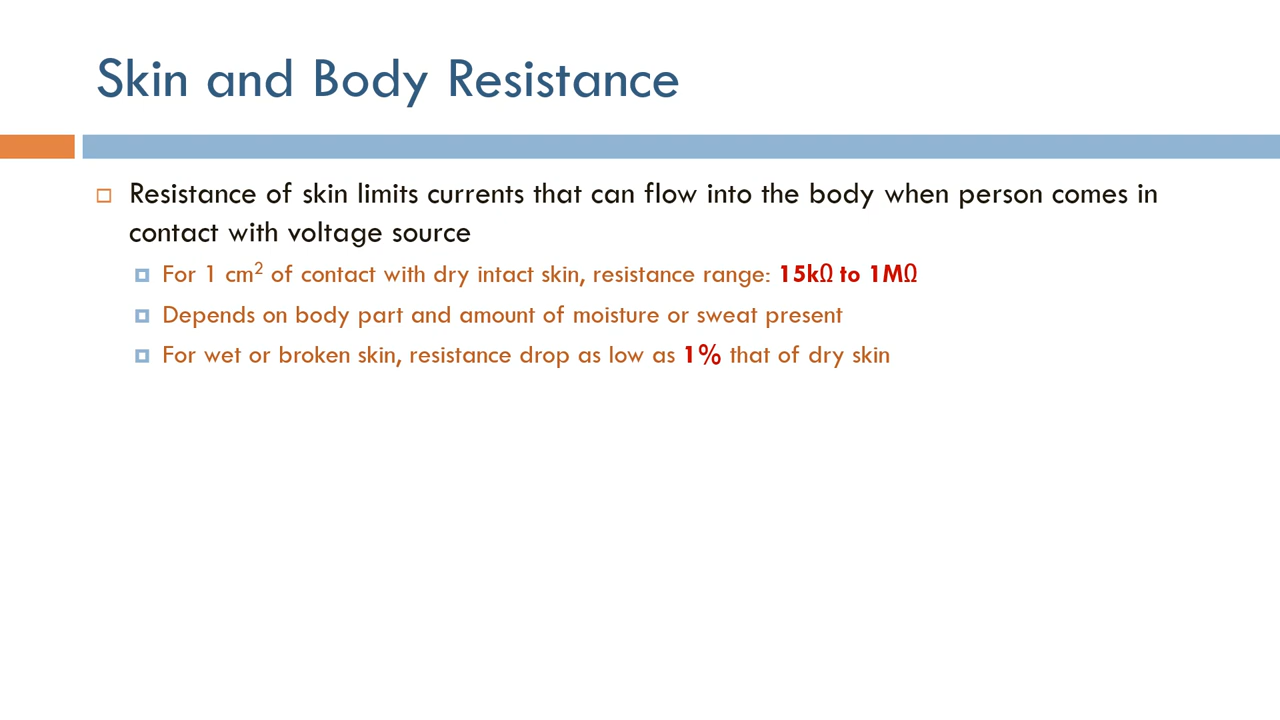 Skin and Body Resistance
Resistance of skin limits currents that can flow into the body when person comes in
contact with voltage source
For 1 cm² of contact with dry intact skin, resistance range: 15kΩ to 1MΩ
Depends on body part and amount of moisture or sweat present
For wet or broken skin, resistance drop as low as 1% that of dry skin